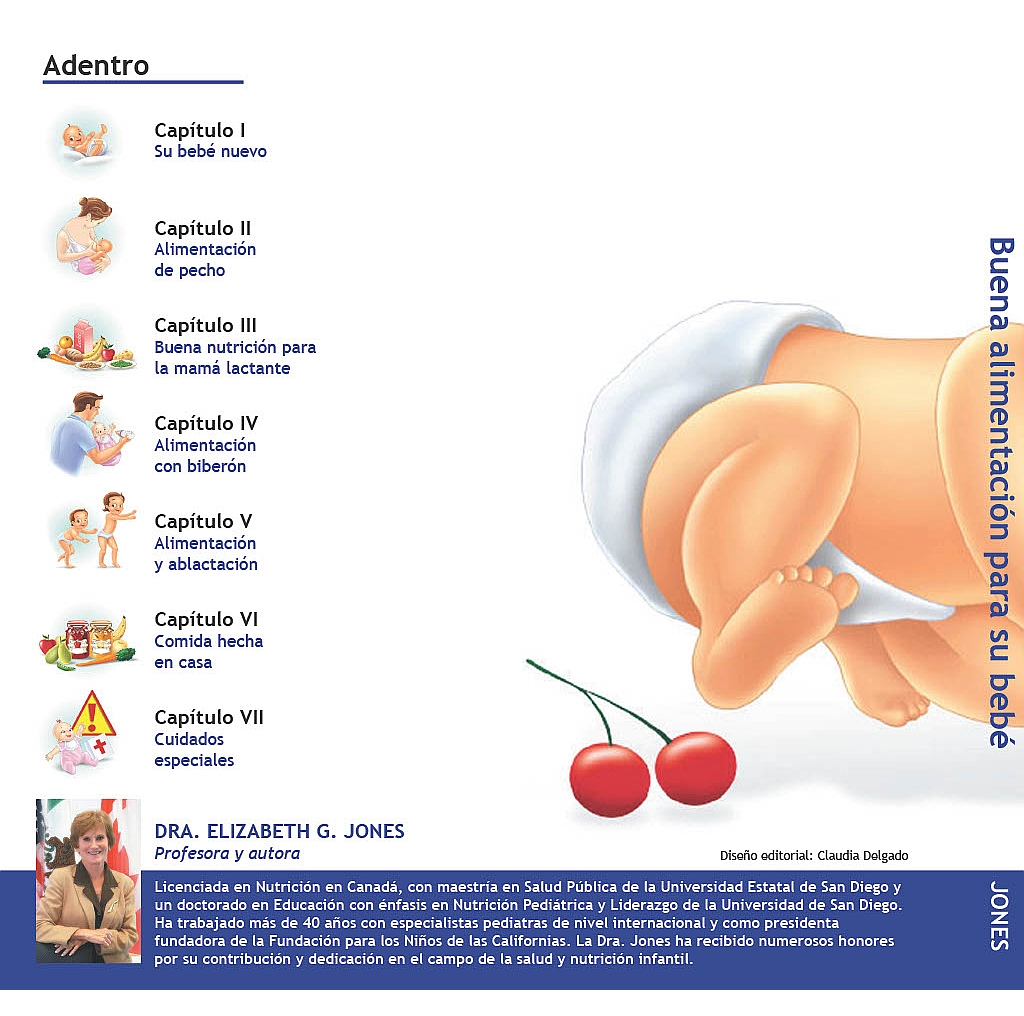 Adentro
Capítulo I
Su bebé nuevo
Capítulo II
Alimentación
de pecho
Capítulo III
Buena nutrición para
la mamá lactante
Capítulo IV
Alimentación
con biberón
Capítulo V
Alimentación
y ablactación
Capítulo VI
Comida hecha
en casa
Capítulo VII
Cuidados
especiales
DRA. ELIZABETH G. JONES
Profesora y autora
Diseño editorial: Claudia Delgado
Licenciada en Nutrición en Canadá, con maestría en Salud Pública de la Universidad Estatal de San Diego y
un doctorado en Educación con énfasis en Nutrición Pediátrica y Liderazgo de la Universidad de San Diego.
Ha trabajado más de 40 años con especialistas pediatras de nivel internacional y como presidenta
fundadora de la Fundación para los Niños de las Californias. La Dra. Jones ha recibido numerosos honores
por su contribución y dedicación en el campo de la salud y nutrición infantil.
Buena alimentación para su bebé
JONES